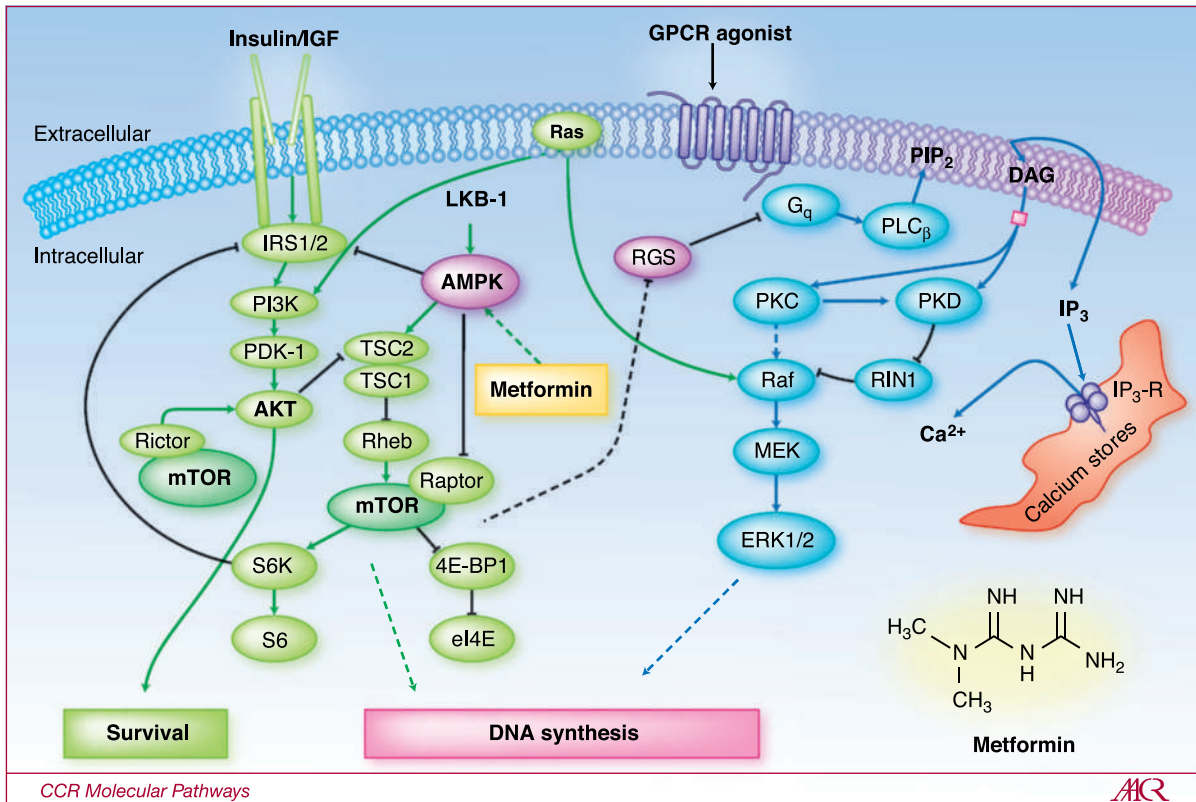 Insulin/IGF
GPCR agonist
Extracellular
Ras
PIP₂
DAG
LKB-1
Gq
PLCβ
Intracellular
IRS1/2
RGS
AMPK
PI3K
PKC
PKD
IP₃
PDK-1
TSC2
TSC1
Metformin
Raf
RIN1
IP₃-R
AKT
Rictor
mTOR
Rheb
Raptor
mTOR
MEK
Ca²⁺
Calcium stores
ERK1/2
S6K
4E-BP1
S6
eI4E
NH
NH
H₃C
N
N
H
NH₂
CH₃
Survival
DNA synthesis
Metformin
CCR Molecular Pathways
AACR